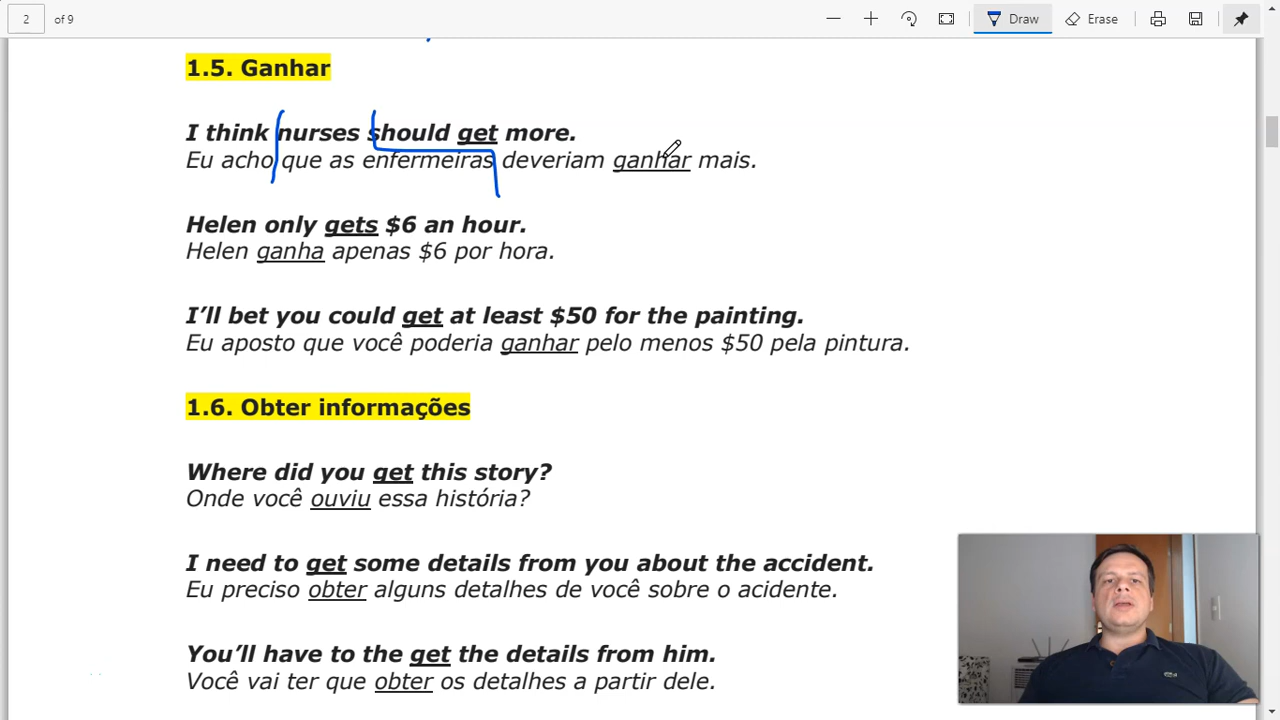 2 of 9 Draw Erase
1.5. Ganhar
I think nurses should get more.
Eu acho que as enfermeiras deveriam ganhar mais.
Helen only gets $6 an hour.
Helen ganha apenas $6 por hora.
I'll bet you could get at least $50 for the painting.
Eu aposto que você poderia ganhar pelo menos $50 pela pintura.
1.6. Obter informações
Where did you get this story?
Onde você ouviu essa história?
I need to get some details from you about the accident.
Eu preciso obter alguns detalhes de você sobre o acidente.
You'll have to the get the details from him.
Você vai ter que obter os detalhes a partir dele.